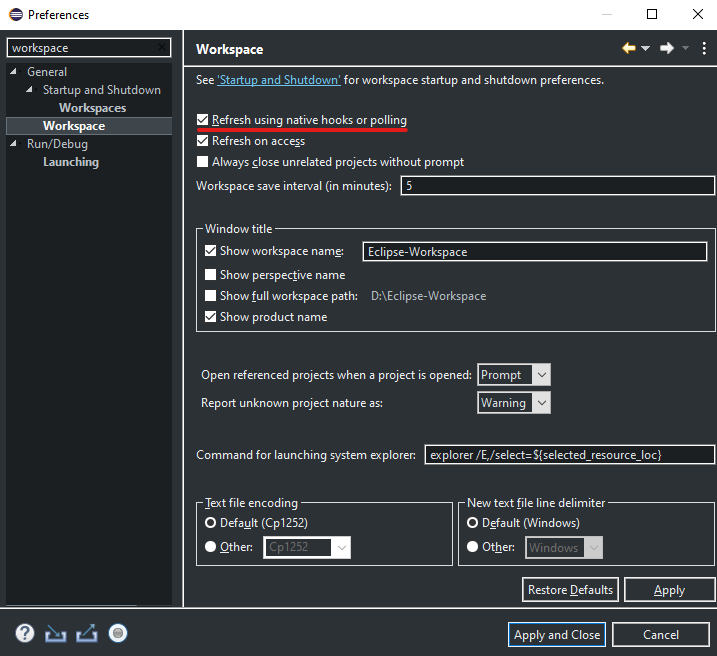 Preferences
workspace
General
Startup and Shutdown
Workspaces
Workspace
Run/Debug
Launching
Workspace
See 'Startup and Shutdown' for workspace startup and shutdown preferences.
Refresh using native hooks or polling
Refresh on access
Always close unrelated projects without prompt
Workspace save interval (in minutes): 5
Window title
Show workspace name: Eclipse-Workspace
Show perspective name
Show full workspace path: D:\Eclipse-Workspace
Show product name
Open referenced projects when a project is opened: Prompt
Report unknown project nature as: Warning
Command for launching system explorer: explorer /E,/select=${selected_resource_loc}
Text file encoding
Default (Cp1252)
Other: Cp1252
New text file line delimiter
Default (Windows)
Other: Windows
Restore Defaults Apply
Apply and Close Cancel